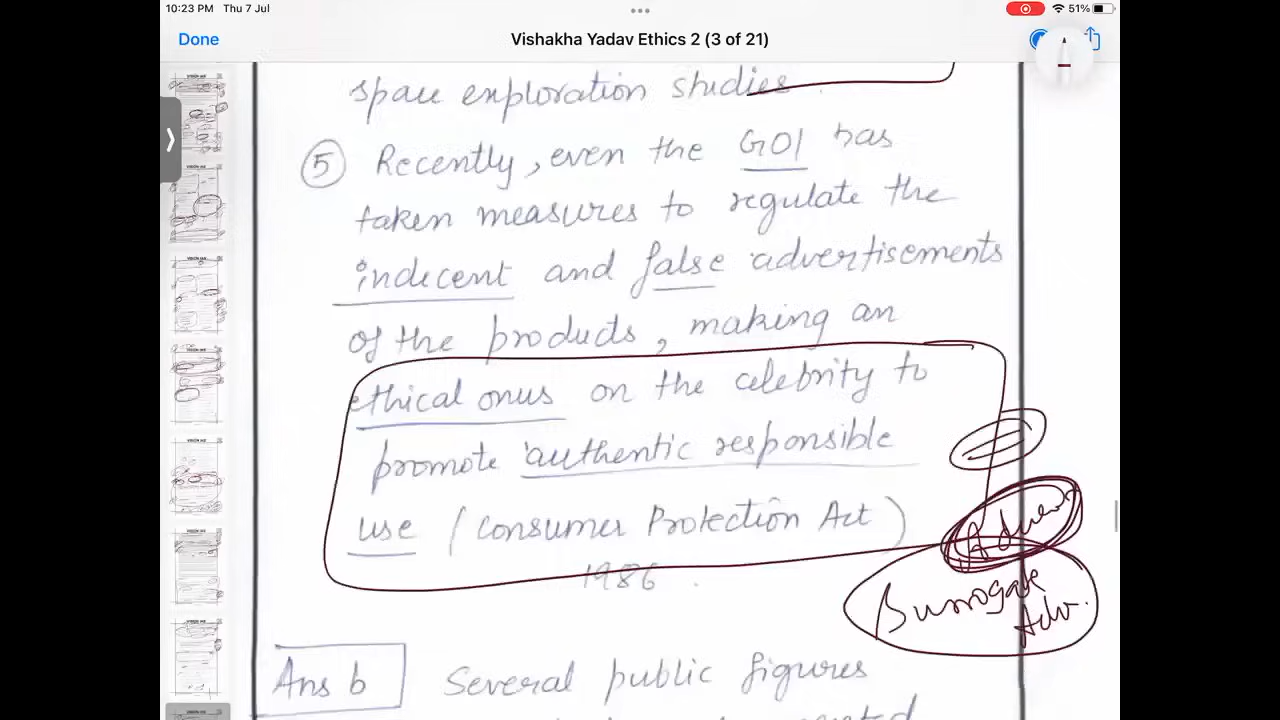 10:23 PM Thu 7 Jul
51%
Done
Vishakha Yadav Ethics 2 (3 of 21)
space exploration studies.
5 Recently, even the GOI has
taken measures to regulate the
indecent and false advertisements
of the products, making an
ethical onus on the celebrity to
promote 'authentic responsible
use (Consumer Protection Act)
1986.
Surrogate
Adv.
Ans b Several public figures